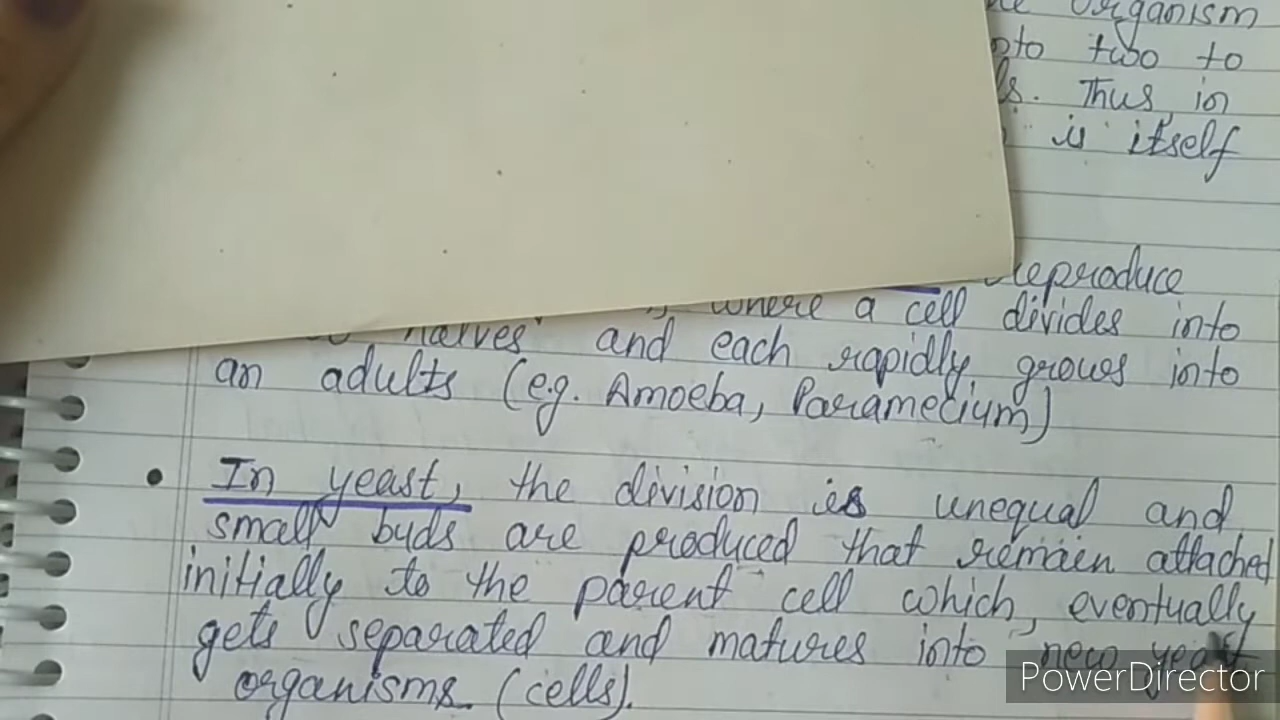 organism
into two to
Thus, in
is itself
reproduce
where a cell divides into
halves and each rapidly grows into
an adults (e.g. Amoeba, Paramecium)
• In yeast, the division is unequal and
small buds are produced that remain attached
initially to the parent cell which, eventually
gets separated and matures into new yeast
organisms (cells).
PowerDirector